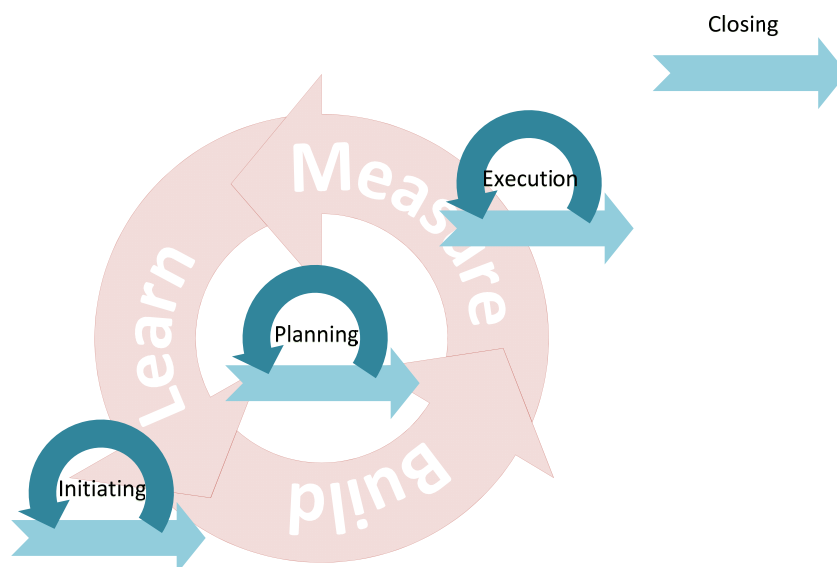 Closing
Measure
Execution
Learn
Planning
Build
Initiating